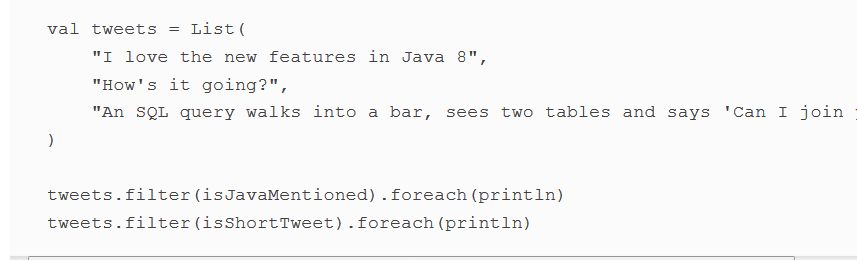 val tweets = List(
    "I love the new features in Java 8",
    "How's it going?",
    "An SQL query walks into a bar, sees two tables and says 'Can I join
)
tweets.filter(isJavaMentioned).foreach(println)
tweets.filter(isShortTweet).foreach(println)